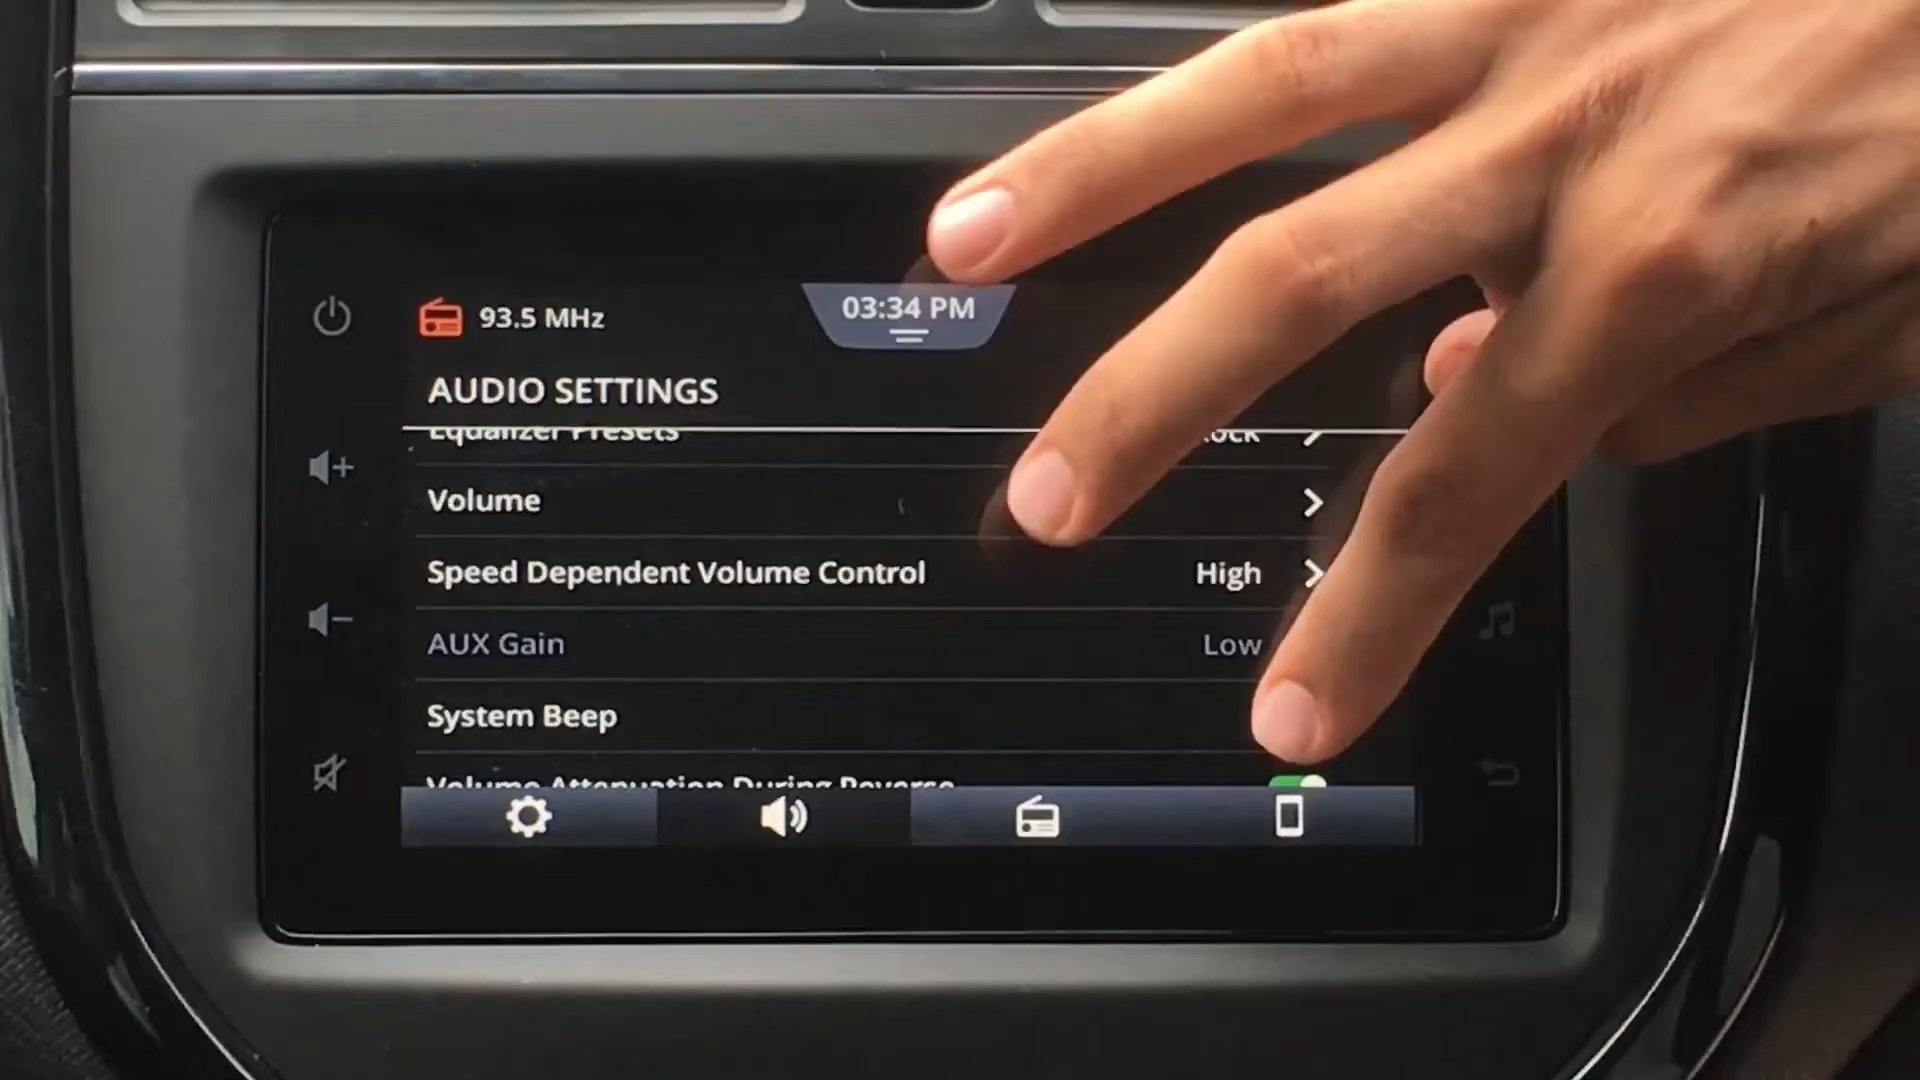 93.5 MHz
03:34 PM
AUDIO SETTINGS
Equalizer Presets
Volume
Speed Dependent Volume Control High
AUX Gain Low
System Beep
Volume Attenuation During Reverse